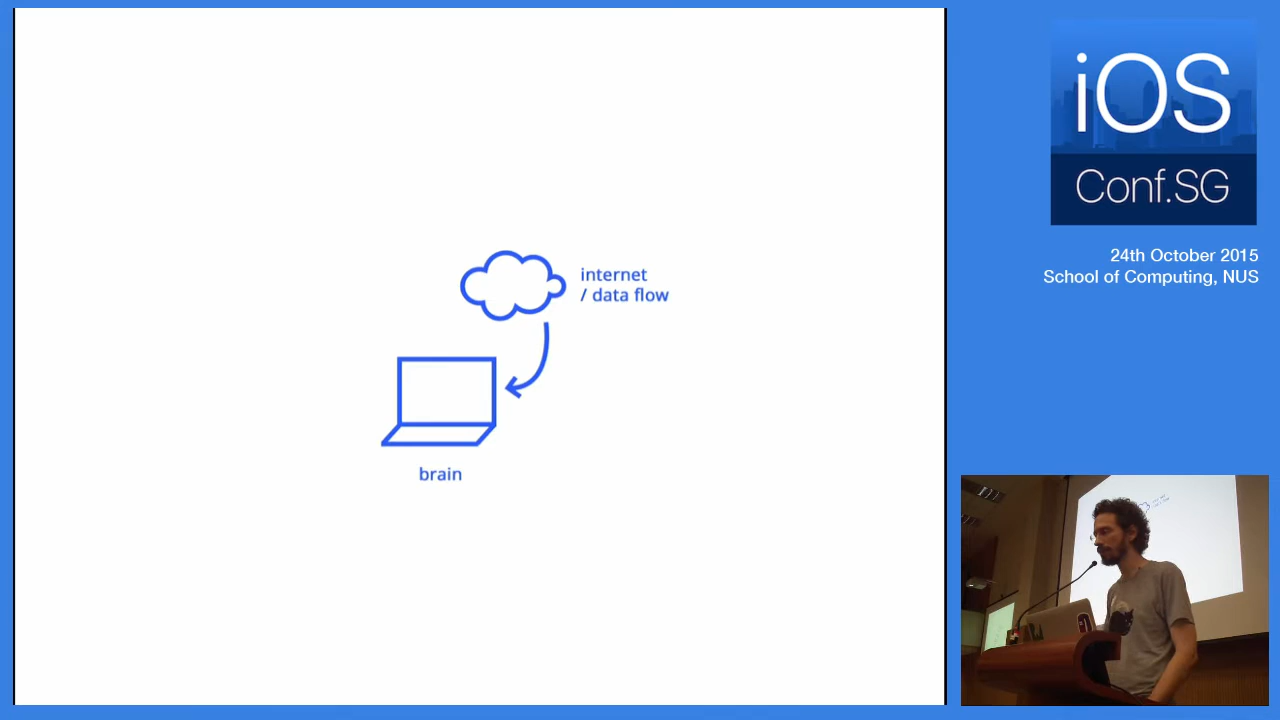 internet
/ data flow
brain
iOS
Conf.SG
24th October 2015
School of Computing, NUS